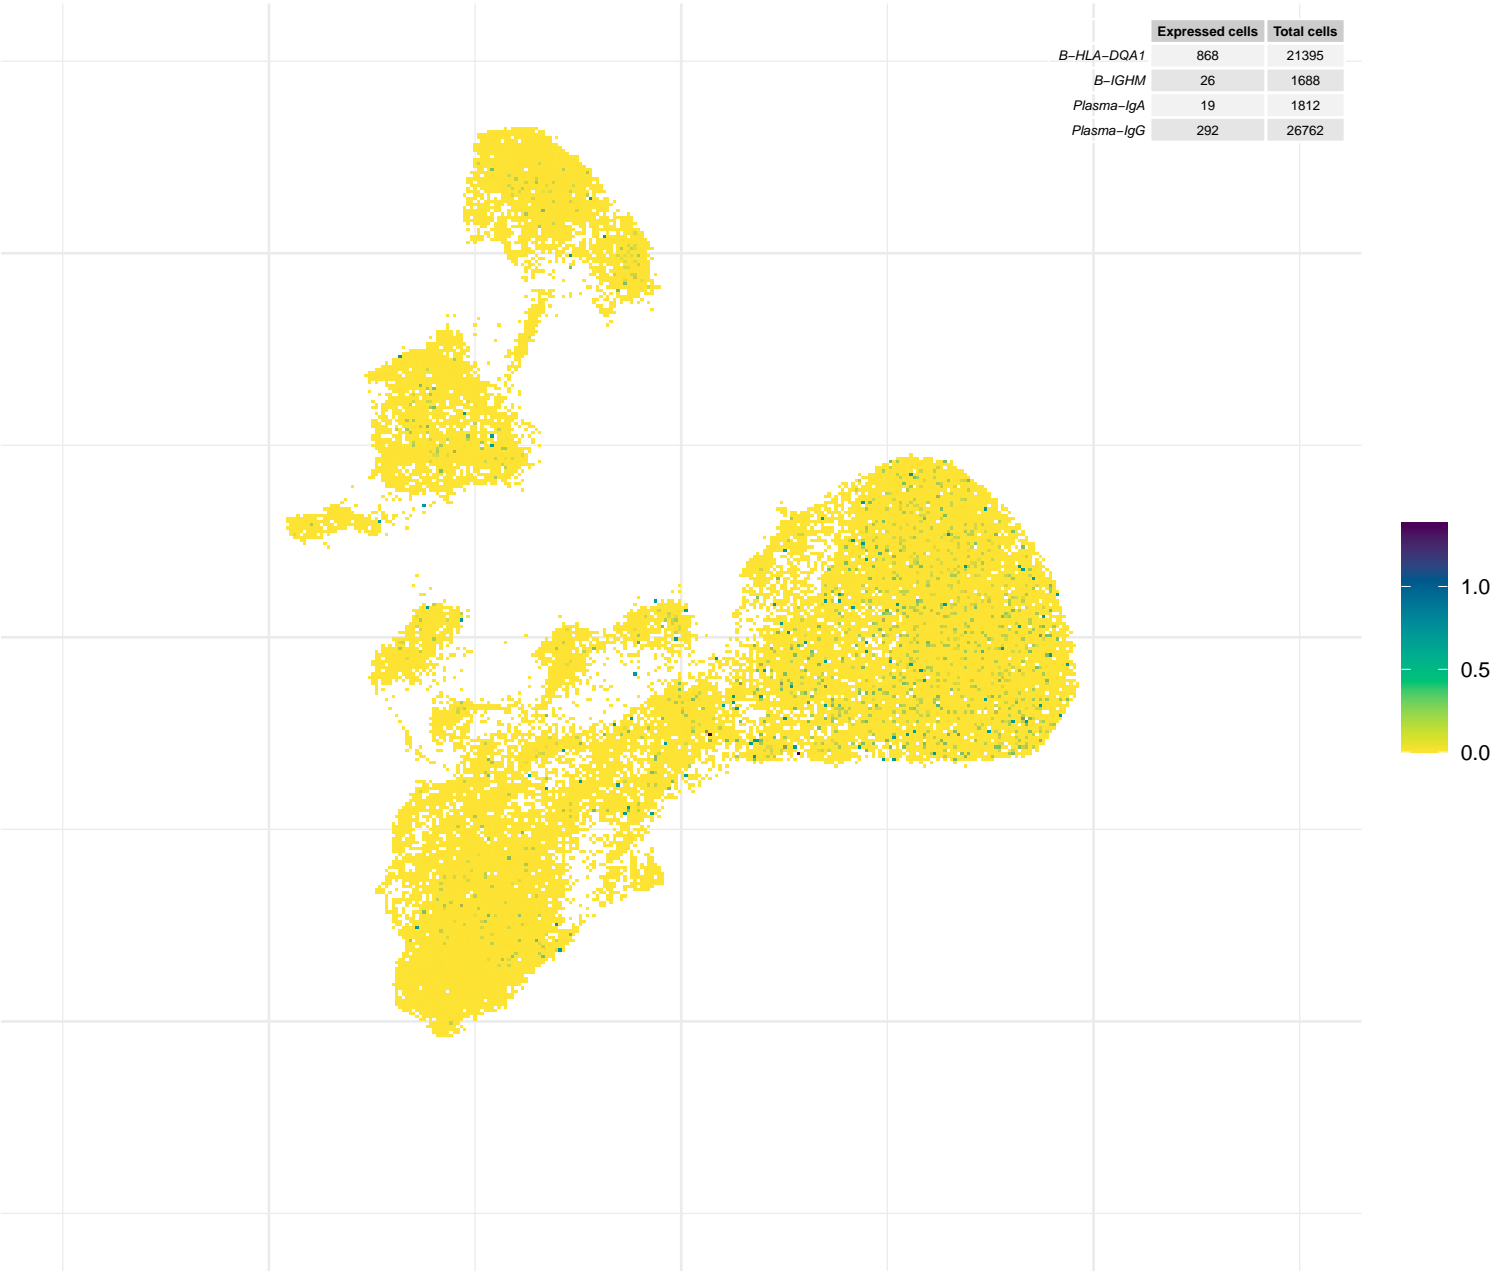 Expressed cells Total cells
B−HLA−DQA1 868 21395
B−IGHM 26 1688
Plasma−IgA 19 1812
Plasma−IgG 292 26762
1.0
0.5
0.0